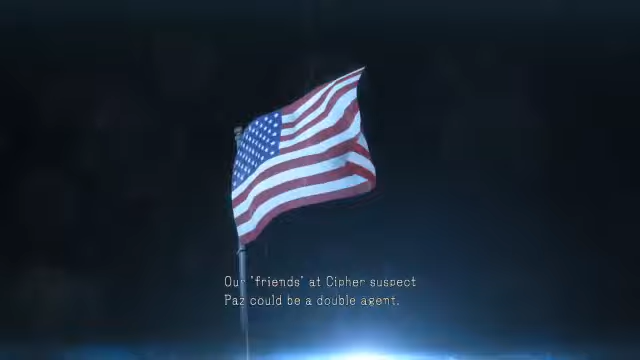 Our 'friends' at Cipher suspect
Paz could be a double agent.